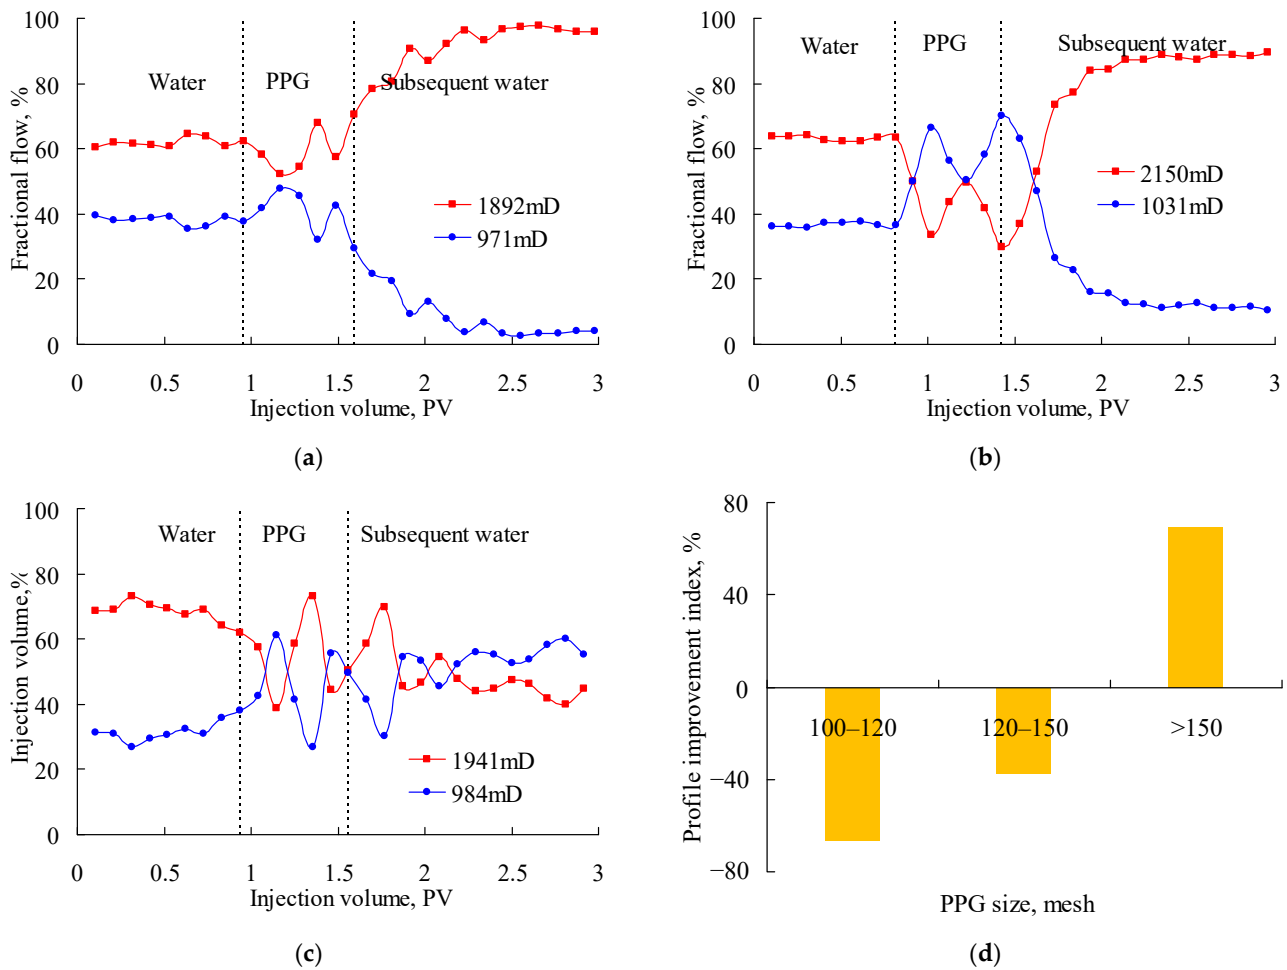 100
80
60
40
20
0
Fractional flow, %
Water
PPG
Subsequent water
1892mD
971mD
0 0.5 1 1.5 2 2.5 3
Injection volume, PV
(a)
100
80
60
40
20
0
Fractional flow, %
Water
PPG
Subsequent water
2150mD
1031mD
0 0.5 1 1.5 2 2.5 3
Injection volume, PV
(b)
100
80
60
40
20
0
Injection volume,%
Water
PPG
Subsequent water
1941mD
984mD
0 0.5 1 1.5 2 2.5 3
Injection volume, PV
(c)
80
40
0
−40
−80
Profile improvement index, %
100–120
120–150
>150
PPG size, mesh
(d)